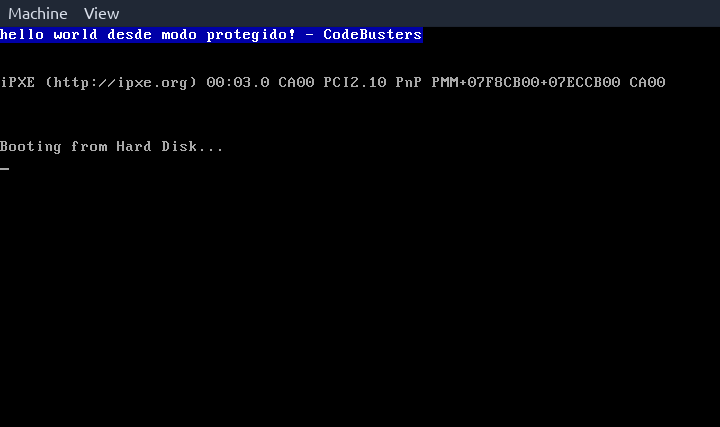 Machine View
hello world desde modo protegido! - CodeBusters
iPXE (http://ipxe.org) 00:03.0 CA00 PCI2.10 PnP PMM+07F8CB00+07ECCB00 CA00
Booting from Hard Disk...
_